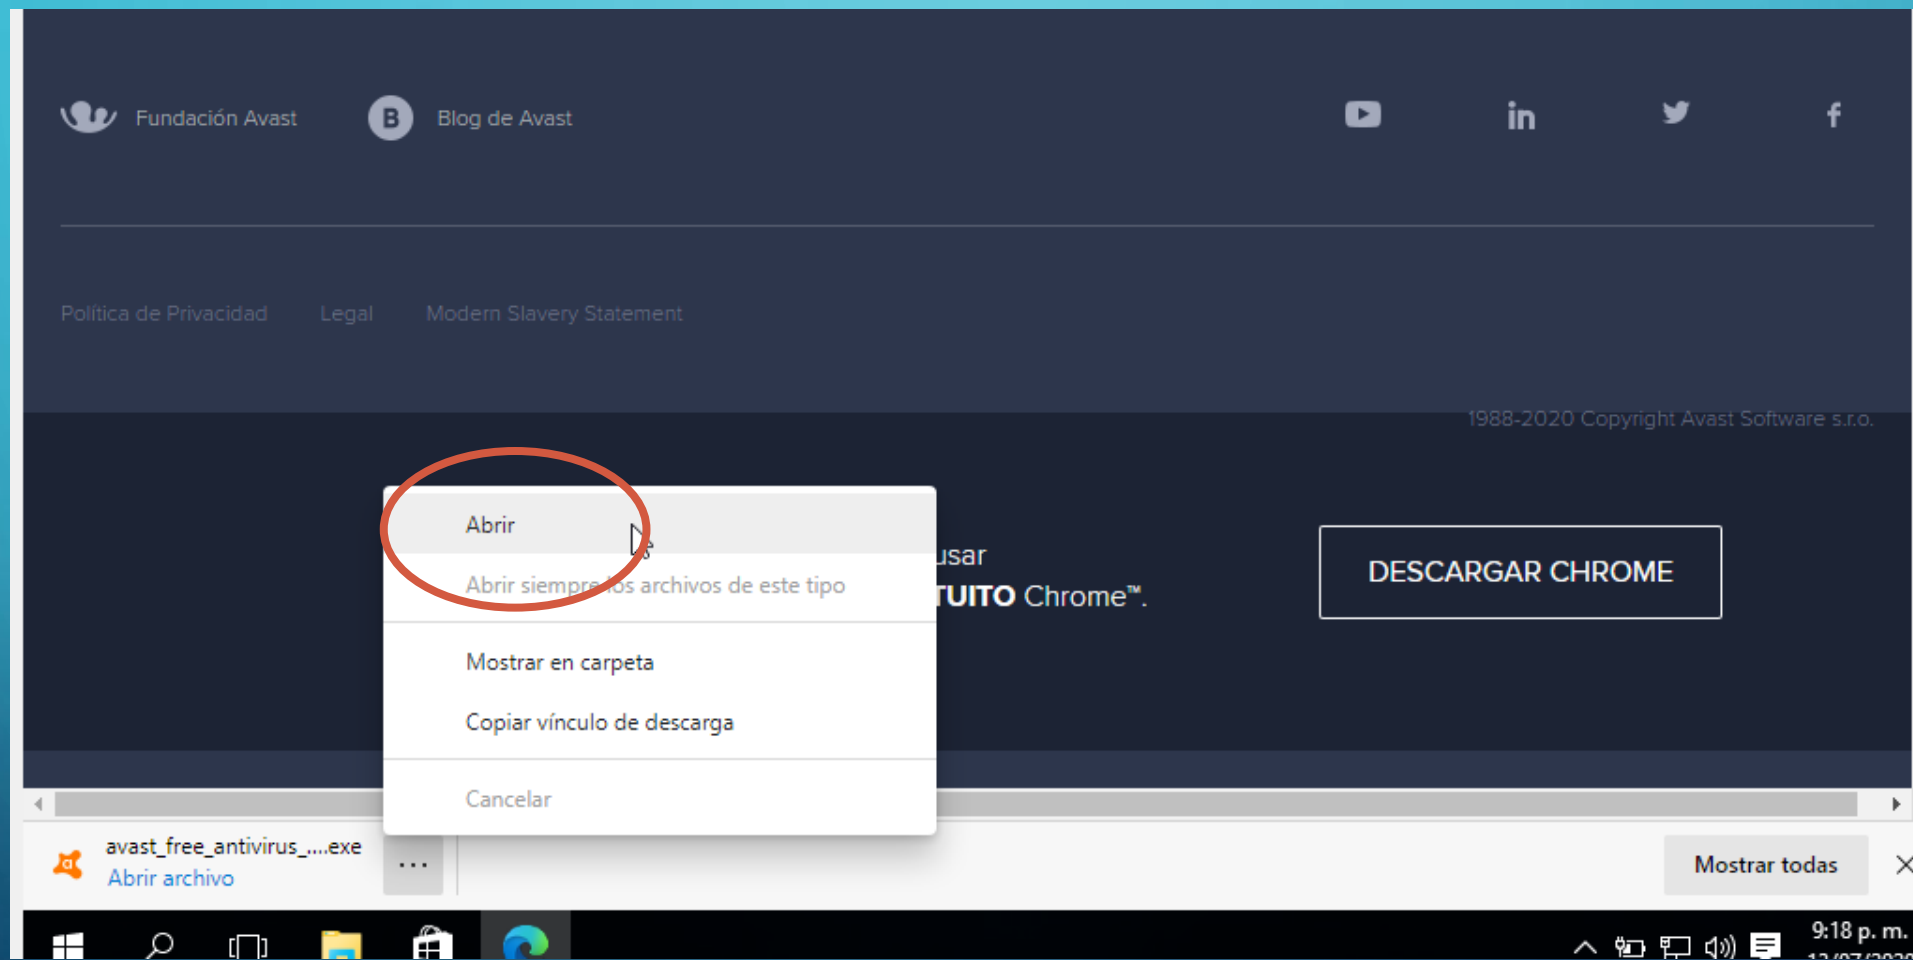 Fundación Avast
B
Blog de Avast
in
f
Política de Privacidad
Legal
Modern Slavery Statement
1988-2020 Copyright Avast Software s.r.o.
Abrir
Abrir siempre los archivos de este tipo
Mostrar en carpeta
Copiar vínculo de descarga
Cancelar
usar
TUITO Chrome™.
DESCARGAR CHROME
avast_free_antivirus_....exe
Abrir archivo
...
Mostrar todas
9:18 p. m.